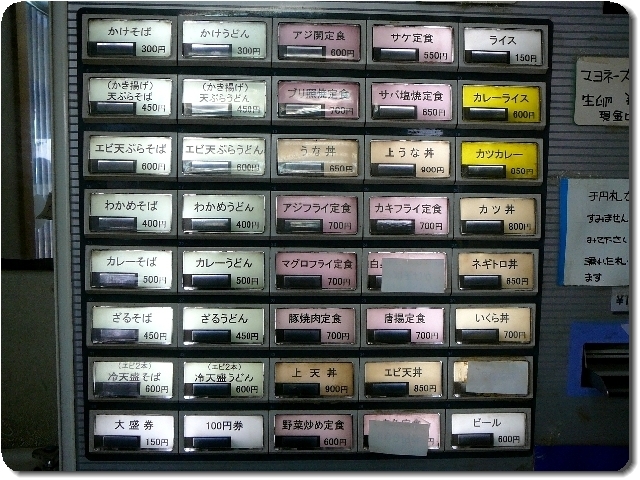 かけそば 300円
かけうどん 300円
アジ開定食 600円
サケ定食 550円
ライス 150円
(かき揚げ)
天ぷらそば 450円
(かき揚げ)
天ぷらうどん 450円
ブリ照焼定食 700円
サバ塩焼定食 650円
カレーライス 600円
エビ天ぷらそば 600円
エビ天ぷらうどん 600円
うな丼 650円
上うな丼 900円
カツカレー 850円
わかめそば 400円
わかめうどん 400円
アジフライ定食 700円
カキフライ定食 700円
カツ丼 800円
カレーそば 500円
カレーうどん 500円
マグロフライ定食 700円
白身
ネギトロ丼 650円
ざるそば 450円
ざるうどん 450円
豚焼肉定食 700円
唐揚定食 700円
いくら丼 700円
(エビ2本)
冷天盛そば 600円
(エビ2本)
冷天盛うどん 600円
上天丼 900円
エビ天丼 850円
大盛券 150円
100円券
野菜炒め定食 600円
円
ビール 600円
マヨネーズ
生卵
現金
千円札
すみません
ます